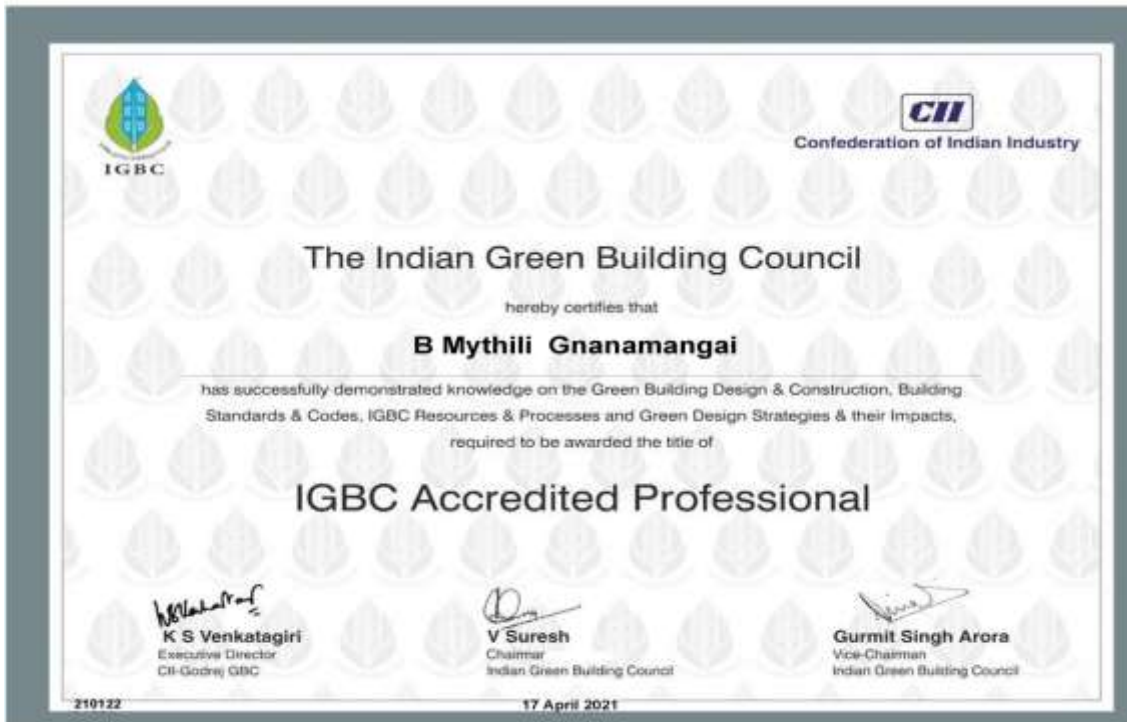 IGBC
CII
Confederation of Indian Industry
The Indian Green Building Council
hereby certifies that
B Mythili Gnanamangai
has successfully demonstrated knowledge on the Green Building Design & Construction, Building
Standards & Codes, IGBC Resources & Processes and Green Design Strategies & their Impacts,
required to be awarded the title of
IGBC Accredited Professional
K S Venkatagiri
Executive Director
CII-Godrej GBC
V Suresh
Chairman
Indian Green Building Council
Gurmit Singh Arora
Vice-Chairman
Indian Green Building Council
210122
17 April 2021